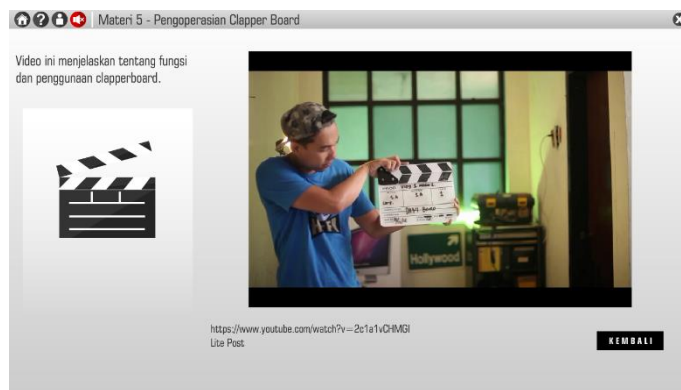 Materi 5 - Pengoperasian Clapper Board
Video ini menjelaskan tentang fungsi
dan penggunaan clapperboard.
Hollywood
https://www.youtube.com/watch?v=2c1a1vCHMGI
Lite Post
KEMBALI